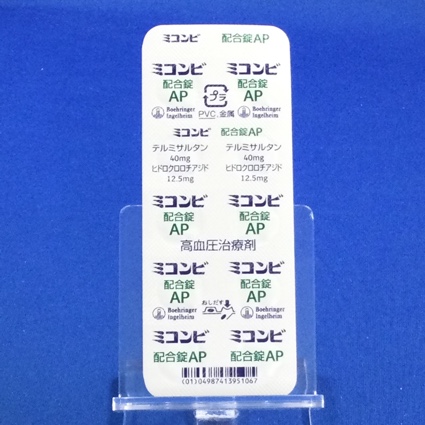 ミコンビ 配合錠AP
ミコンビ ミコンビ
配合錠 配合錠
AP AP
プラ
Boehringer Ingelheim Boehringer Ingelheim
PVC,金属
ミコンビ 配合錠AP
テルミサルタン テルミサルタン
40mg 40mg
ヒドロクロロチアジド ヒドロクロロチアジド
12.5mg 12.5mg
ミコンビ ミコンビ
配合錠AP 配合錠AP
高血圧治療剤
ミコンビ ミコンビ
配合錠 配合錠
AP AP
おしだす
Boehringer Ingelheim Boehringer Ingelheim
ミコンビ ミコンビ
配合錠AP 配合錠AP
(01)04987413951067